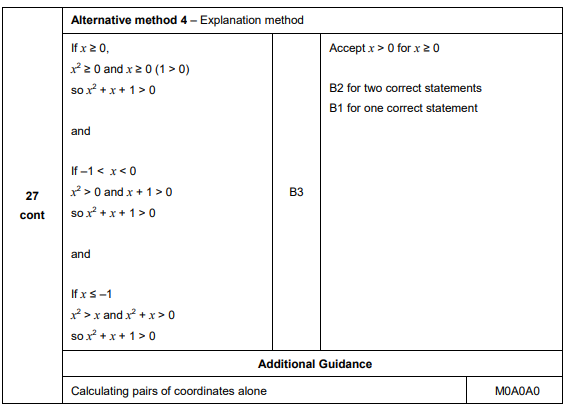 Alternative method 4 – Explanation method
27
cont
If x ≥ 0,
x² ≥ 0 and x ≥ 0 (1 > 0)
so x² + x + 1 > 0
and
If –1 < x < 0
x² > 0 and x + 1 > 0
so x² + x + 1 > 0
and
If x ≤ –1
x² > x and x² + x > 0
so x² + x + 1 > 0
B3
Accept x > 0 for x ≥ 0
B2 for two correct statements
B1 for one correct statement
Additional Guidance
Calculating pairs of coordinates alone
M0A0A0